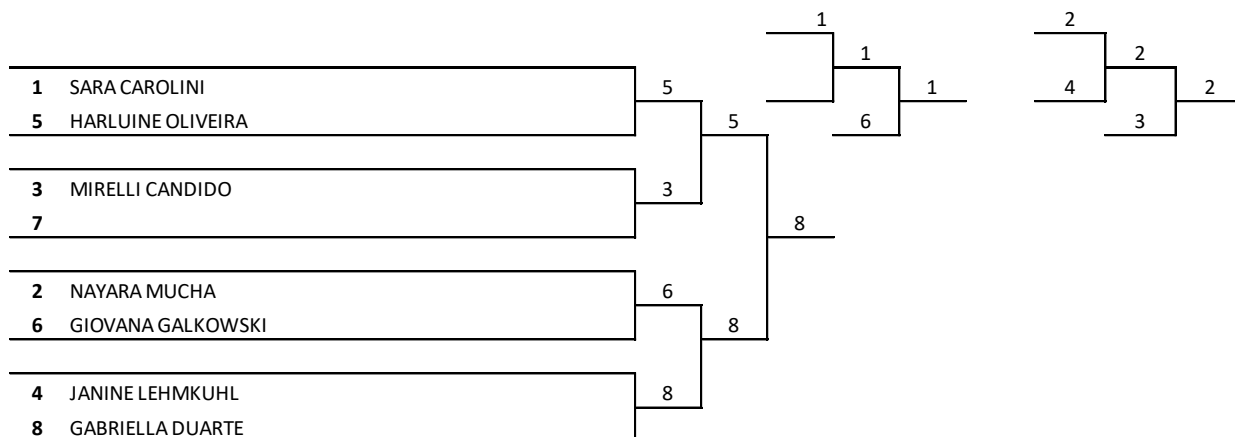 1 2
1 2
1 SARA CAROLINI 5 1 4 2
5 HARLUINE OLIVEIRA 5 6 3
3 MIRELLI CANDIDO 3
7 8
2 NAYARA MUCHA 6
6 GIOVANA GALKOWSKI 8
4 JANINE LEHMKUHL 8
8 GABRIELLA DUARTE